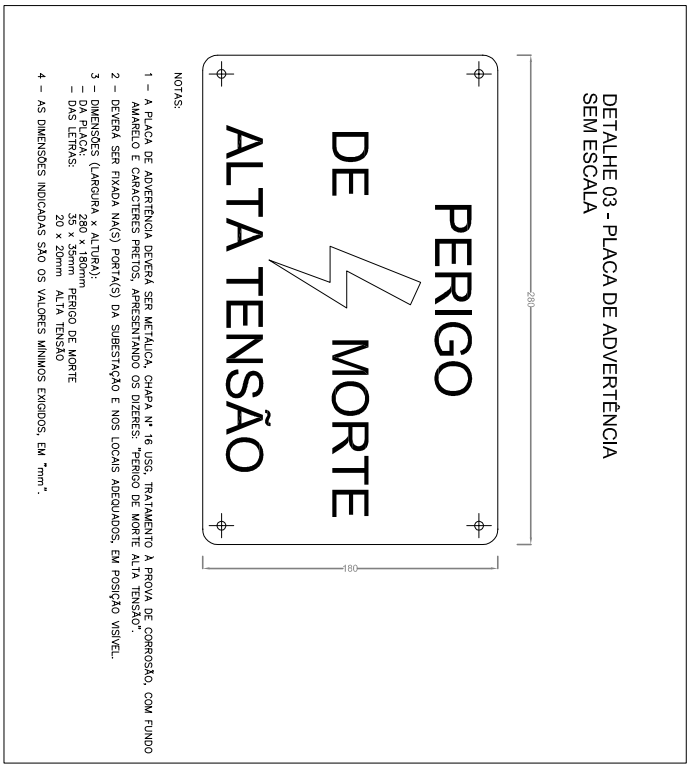 DETALHE 03 - PLACA DE ADVERTÊNCIA
SEM ESCALA
280
PERIGO
DE MORTE
ALTA TENSÃO
180
NOTAS:
1 - A PLACA DE ADVERTÊNCIA DEVERÁ SER METÁLICA, CHAPA N° 16 USG, TRATAMENTO À PROVA DE CORROSÃO, COM FUNDO
AMARELO E CARACTERES PRETOS, APRESENTANDO OS DIZERES: "PERIGO DE MORTE ALTA TENSÃO".
2 - DEVERÁ SER FIXADA NA(S) PORTA(S) DA SUBESTAÇÃO E NOS LOCAIS ADEQUADOS, EM POSIÇÃO VISÍVEL.
3 - DIMENSÕES (LARGURA x ALTURA):
- DA PLACA: 280 x 180mm
- DAS LETRAS: 35 x 35mm PERIGO DE MORTE
20 x 20mm ALTA TENSÃO
4 - AS DIMENSÕES INDICADAS SÃO OS VALORES MÍNIMOS EXIGIDOS, EM "mm".